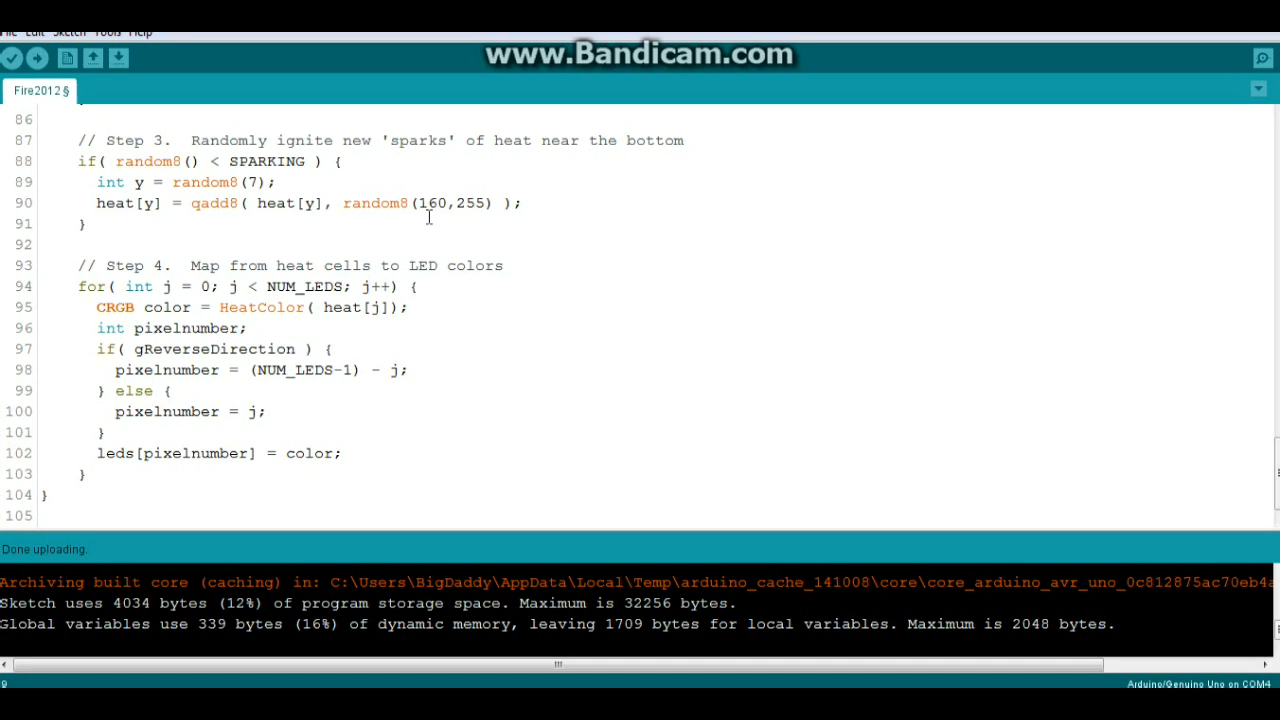 File Edit Sketch Tools Help
www.Bandicam.com
Fire2012 §
86
87 // Step 3. Randomly ignite new 'sparks' of heat near the bottom
88 if( random8() < SPARKING ) {
89 int y = random8(7);
90 heat[y] = qadd8( heat[y], random8(160,255) );
91 }
92
93 // Step 4. Map from heat cells to LED colors
94 for( int j = 0; j < NUM_LEDS; j++) {
95 CRGB color = HeatColor( heat[j]);
96 int pixelnumber;
97 if( gReverseDirection ) {
98 pixelnumber = (NUM_LEDS-1) - j;
99 } else {
100 pixelnumber = j;
101 }
102 leds[pixelnumber] = color;
103 }
104 }
105
Done uploading.
Archiving built core (caching) in: C:\Users\BigDaddy\AppData\Local\Temp\arduino_cache_141008\core\core_arduino_avr_uno_0c812875ac70eb4a
Sketch uses 4034 bytes (12%) of program storage space. Maximum is 32256 bytes.
Global variables use 339 bytes (16%) of dynamic memory, leaving 1709 bytes for local variables. Maximum is 2048 bytes.
9 Arduino/Genuino Uno on COM4